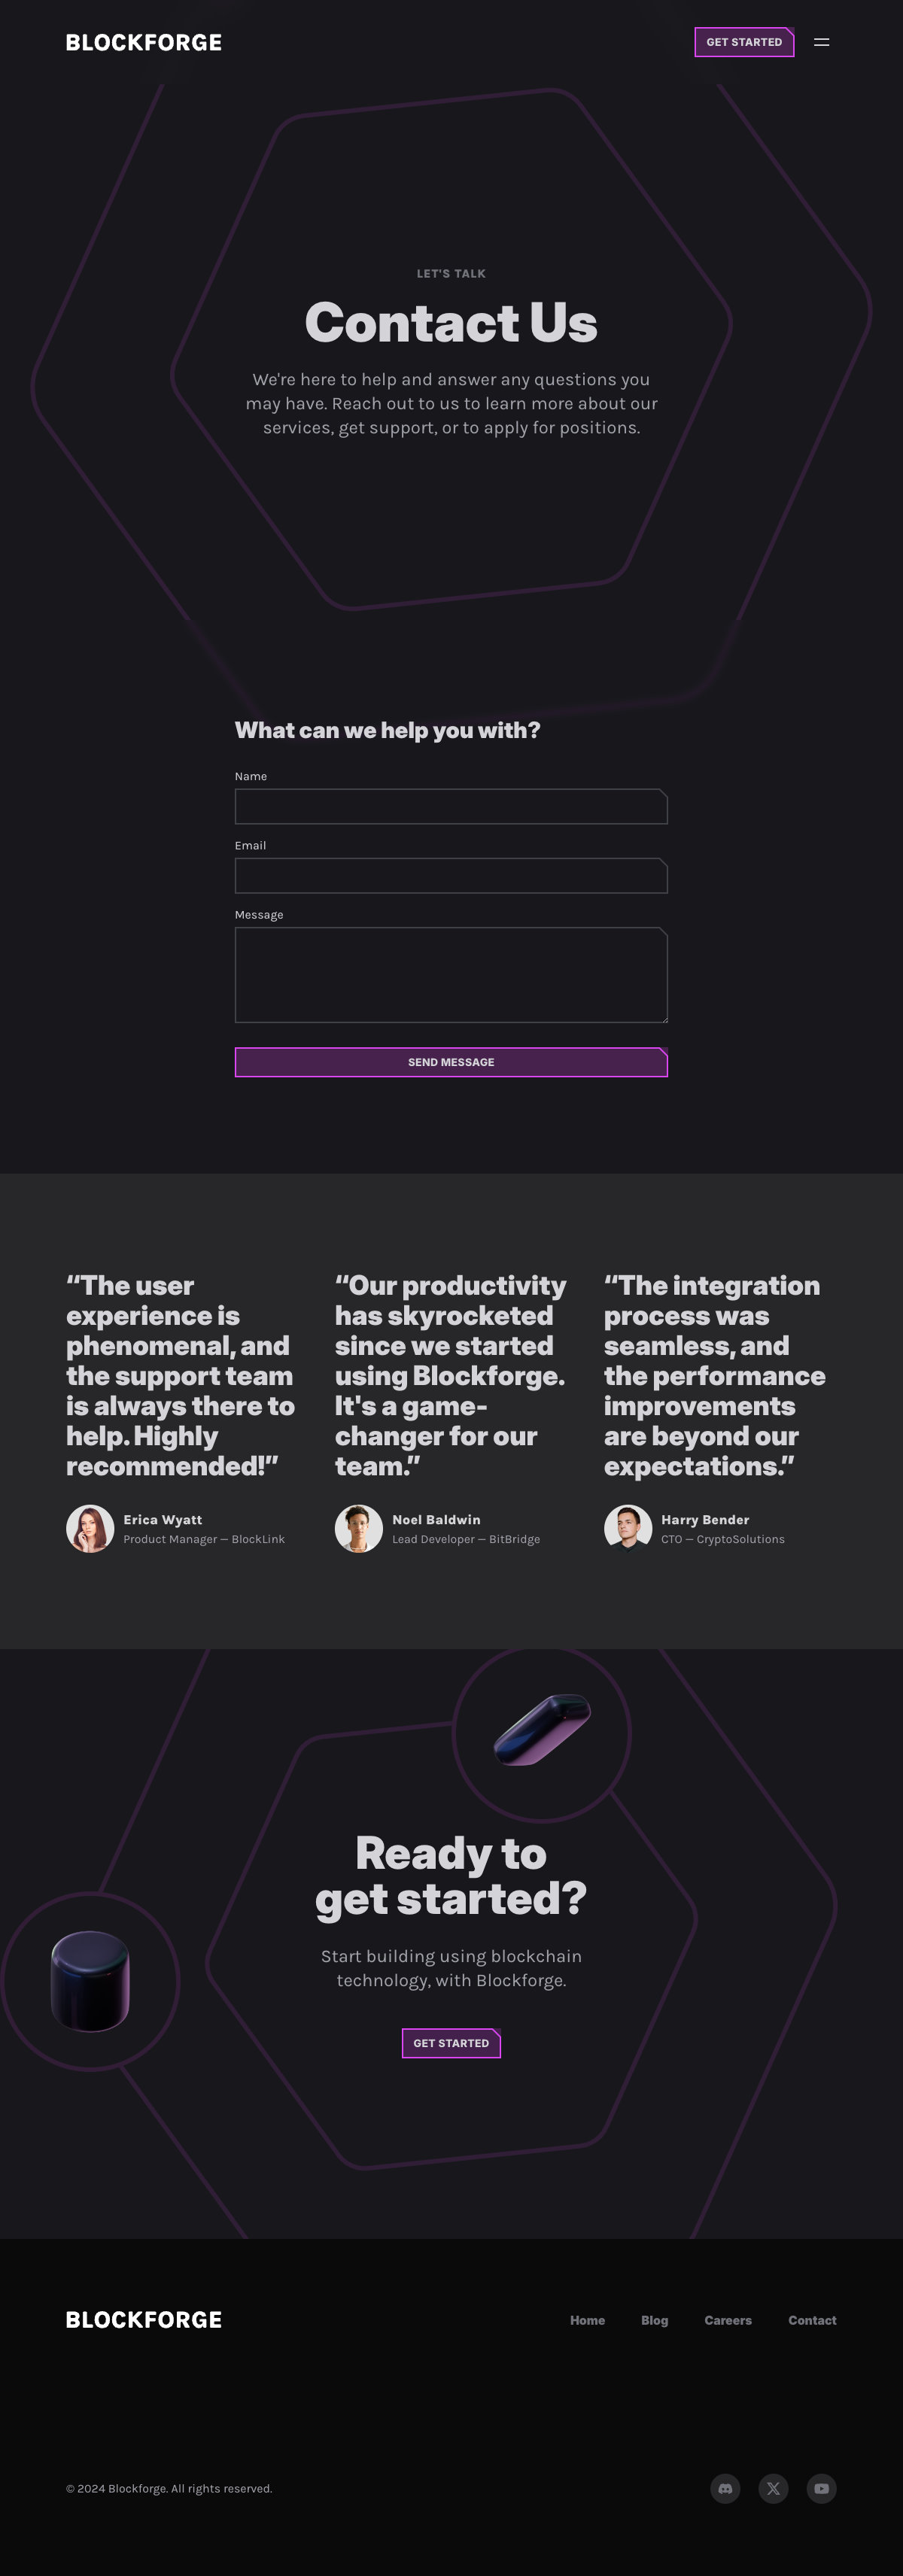 BLOCKFORGE
GET STARTED
LET'S TALK
Contact Us
We're here to help and answer any questions you
may have. Reach out to us to learn more about our
services, get support, or to apply for positions.
What can we help you with?
Name
Email
Message
SEND MESSAGE
“The user
experience is
phenomenal, and
the support team
is always there to
help. Highly
recommended!”
Erica Wyatt
Product Manager — BlockLink
“Our productivity
has skyrocketed
since we started
using Blockforge.
It's a game-
changer for our
team.”
Noel Baldwin
Lead Developer — BitBridge
“The integration
process was
seamless, and
the performance
improvements
are beyond our
expectations.”
Harry Bender
CTO — CryptoSolutions
Ready to
get started?
Start building using blockchain
technology, with Blockforge.
GET STARTED
BLOCKFORGE
Home
Blog
Careers
Contact
© 2024 Blockforge. All rights reserved.